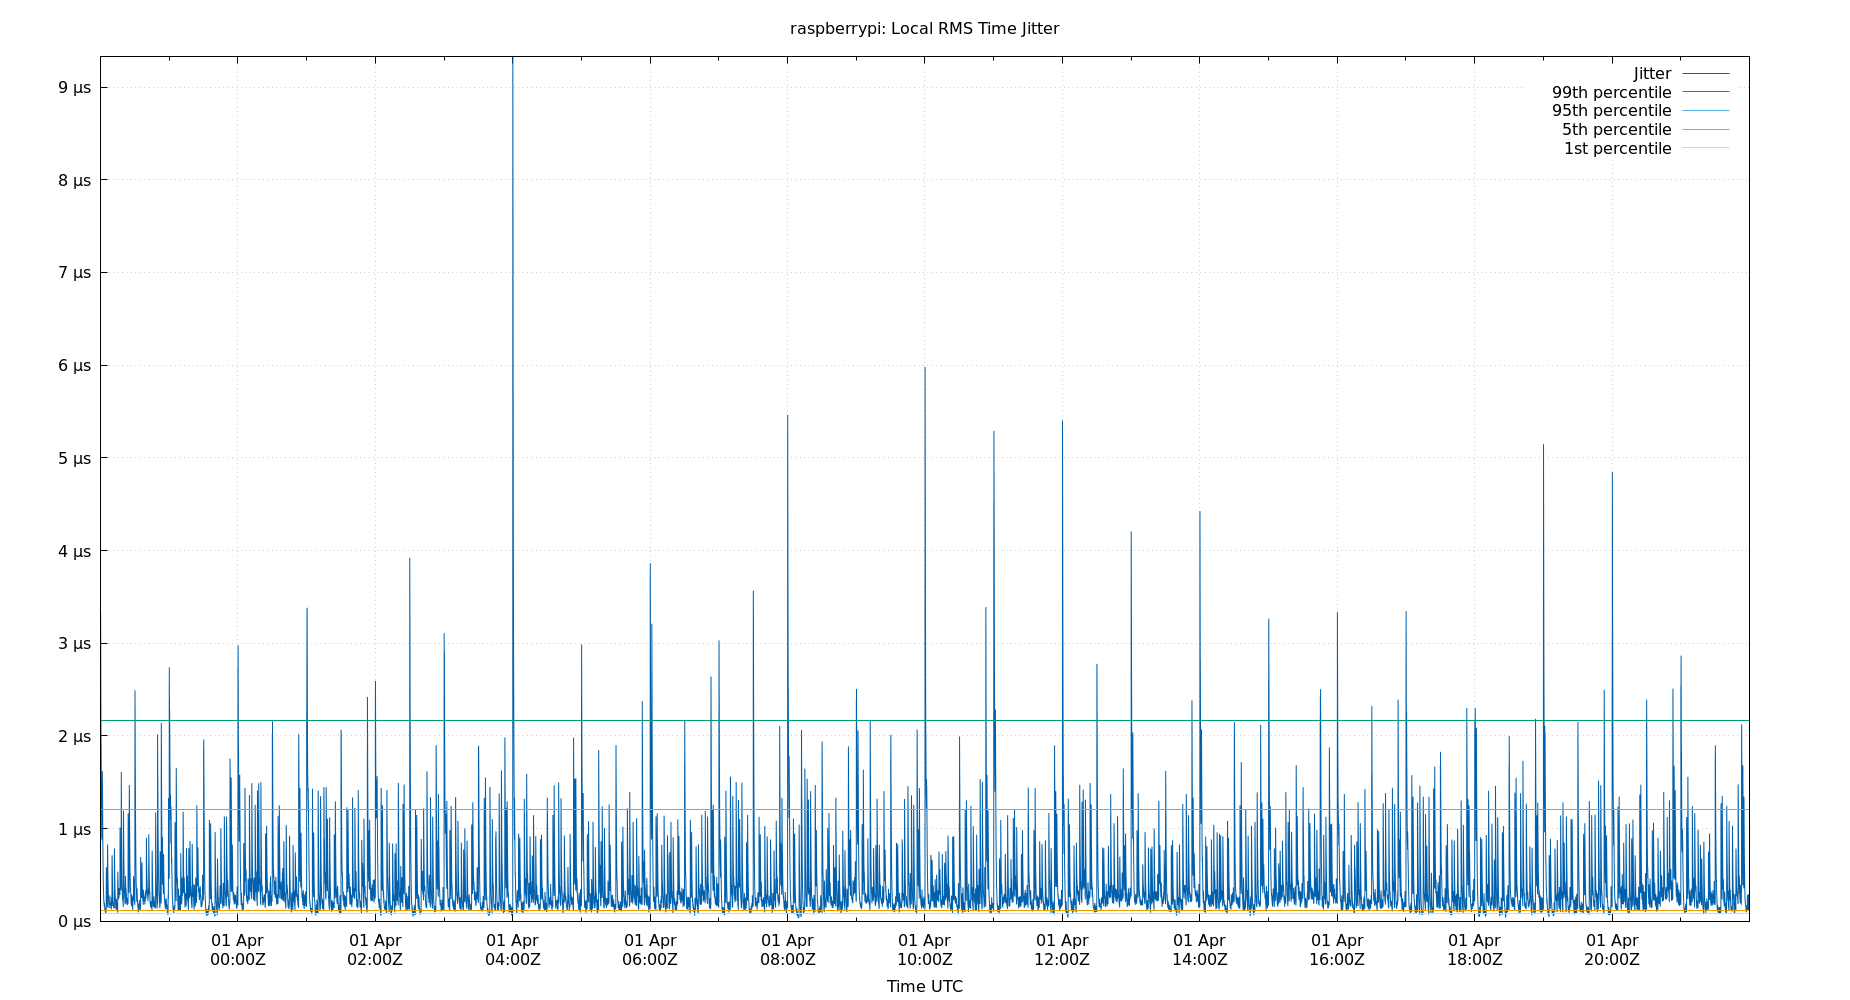 raspberrypi: Local RMS Time Jitter
Jitter
99th percentile
95th percentile
5th percentile
1st percentile
9 µs
8 µs
7 µs
6 µs
5 µs
4 µs
3 µs
2 µs
1 µs
0 µs
01 Apr 01 Apr 01 Apr 01 Apr 01 Apr 01 Apr 01 Apr 01 Apr 01 Apr 01 Apr 01 Apr
00:00Z 02:00Z 04:00Z 06:00Z 08:00Z 10:00Z 12:00Z 14:00Z 16:00Z 18:00Z 20:00Z
Time UTC